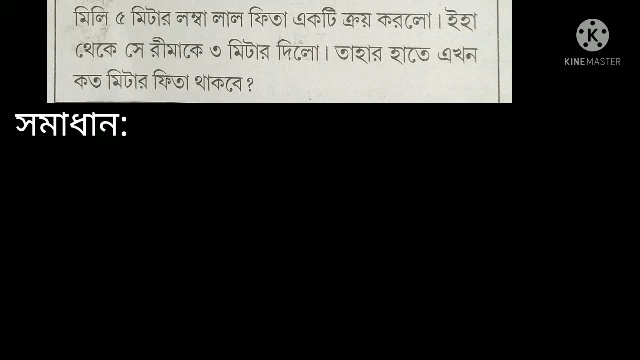 মিলি ৫ মিটার লম্বা লাল ফিতা একটি ক্রয় করলো। ইহা
থেকে সে রীমাকে ৩ মিটার দিলো। তাহার হাতে এখন
কত মিটার ফিতা থাকবে?
K
KINEMASTER
সমাধান: